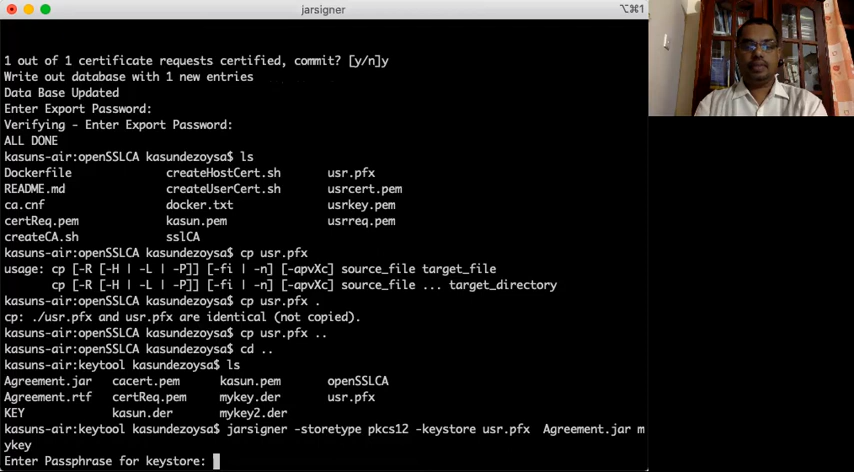 jarsigner
⌥⌘1
1 out of 1 certificate requests certified, commit? [y/n]y
Write out database with 1 new entries
Data Base Updated
Enter Export Password:
Verifying - Enter Export Password:
ALL DONE
kasuns-air:openSSLCA kasundezoysa$ ls
Dockerfile createHostCert.sh usr.pfx
README.md createUserCert.sh usrcert.pem
ca.cnf docker.txt usrkey.pem
certReq.pem kasun.pem usrreq.pem
createCA.sh sslCA
kasuns-air:openSSLCA kasundezoysa$ cp usr.pfx
usage: cp [-R [-H | -L | -P]] [-fi | -n] [-apvXc] source_file target_file
cp [-R [-H | -L | -P]] [-fi | -n] [-apvXc] source_file ... target_directory
kasuns-air:openSSLCA kasundezoysa$ cp usr.pfx .
cp: ./usr.pfx and usr.pfx are identical (not copied).
kasuns-air:openSSLCA kasundezoysa$ cp usr.pfx ..
kasuns-air:openSSLCA kasundezoysa$ cd ..
kasuns-air:keytool kasundezoysa$ ls
Agreement.jar cacert.pem kasun.pem openSSLCA
Agreement.rtf certReq.pem mykey.der usr.pfx
KEY kasun.der mykey2.der
kasuns-air:keytool kasundezoysa$ jarsigner -storetype pkcs12 -keystore usr.pfx  Agreement.jar m
ykey
Enter Passphrase for keystore: